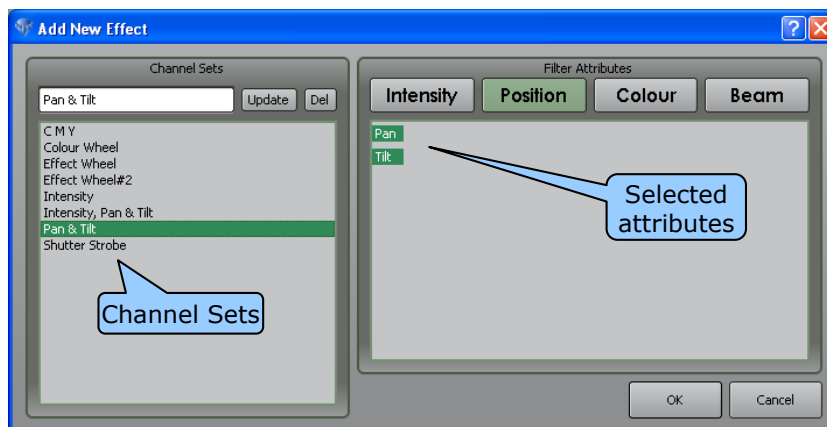 Add New Effect
Channel Sets
Pan & Tilt
Update
Del
C M Y
Colour Wheel
Effect Wheel
Effect Wheel#2
Intensity
Intensity, Pan & Tilt
Pan & Tilt
Shutter Strobe
Channel Sets
Filter Attributes
Intensity
Position
Colour
Beam
Pan
Tilt
Selected
attributes
OK
Cancel